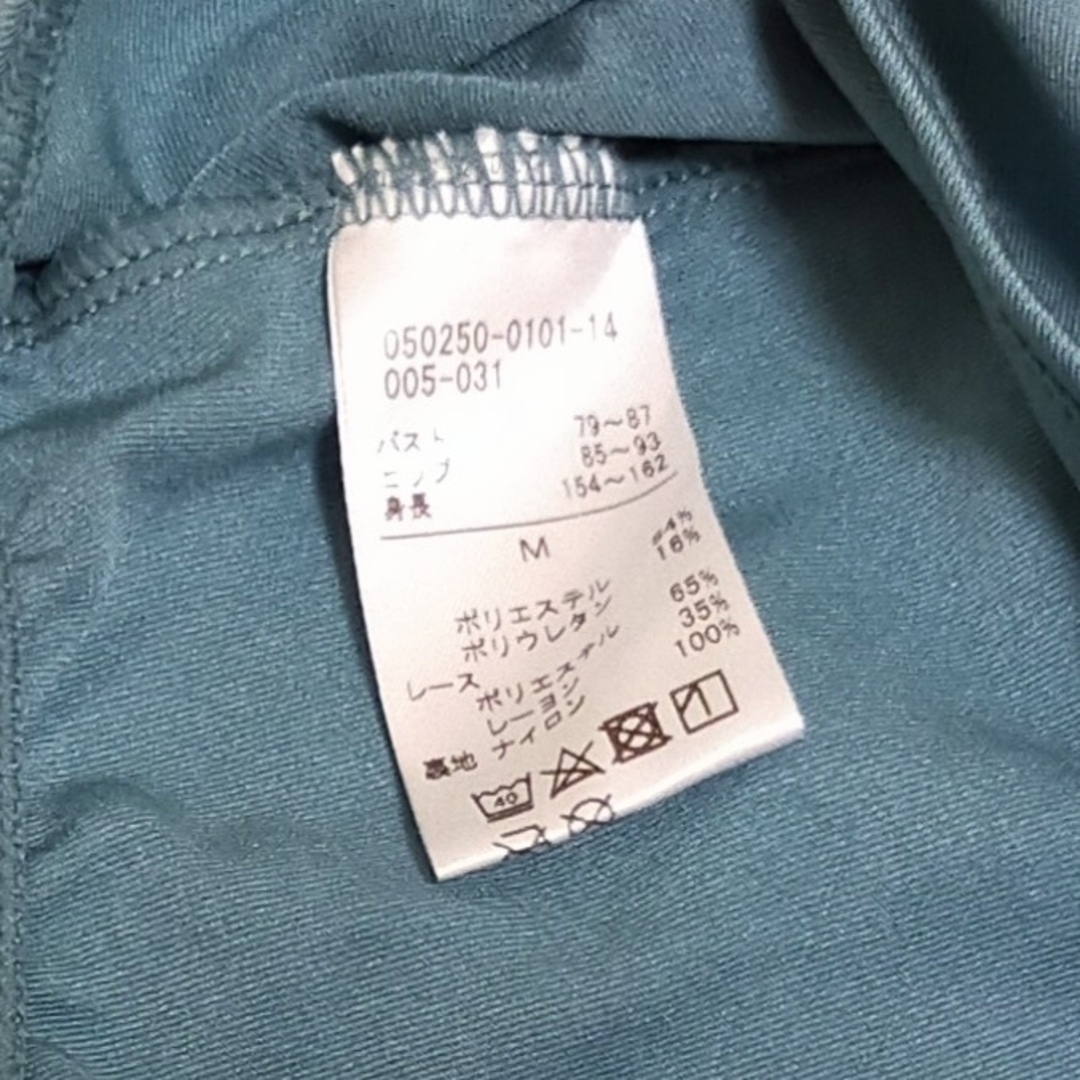 050250-0101-14
005-031
バスト 79～87
ヒップ 85～93
身長 154～162
M
ポリエステル 84%
ポリウレタン 16%
レース ポリエステル 65%
レーヨン 35%
裏地 ナイロン 100%
40